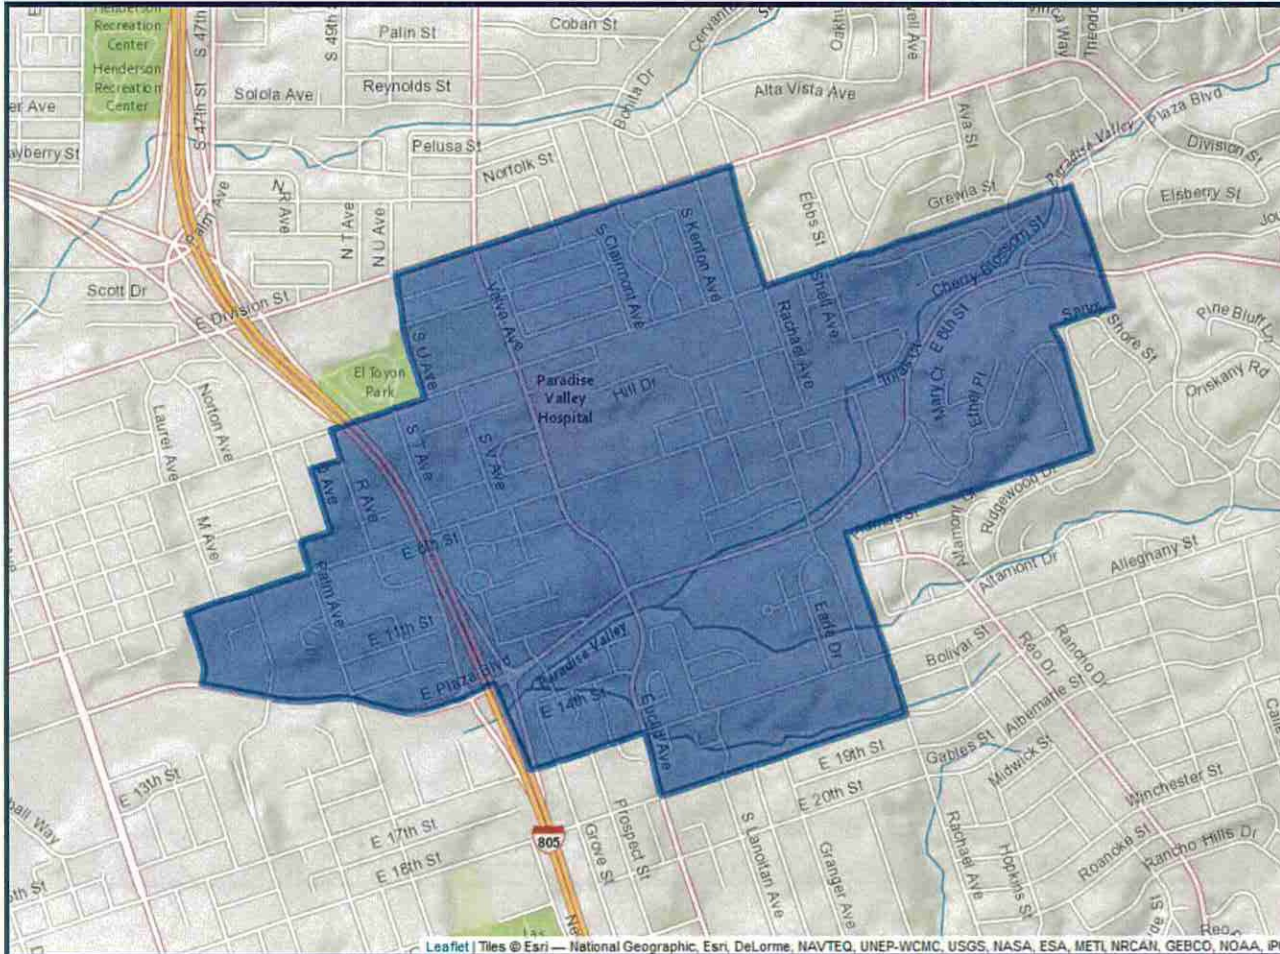 Henderson
Recreation
Center
Henderson
Recreation
Center
S 47th St
S 47th
S 49th St
Palin St
Coban St
Reynolds St
Solola Ave
Bonita Dr
Alta Vista Ave
Ava St
Plaza Blvd
Paradise Valley
Division St
Elsberry St
Pelusa St
Norfolk St
Grewia St
Ebbs St
Palm Ave
N R Ave
N T Ave
N U Ave
Scott Dr
E Division St
S Clairmont Ave
S Kenton Ave
Cherry Blossom St
Shell Ave
Rachael Ave
E 8th St
Shore St
Pine Bluff Ln
Oriskany Rd
Valva Ave
S U Ave
El Toyon
Park
Paradise
Valley
Hospital
Hill Dr
Mary Ct
Ethel Pl
Laurel Ave
Norton Ave
S T Ave
S V Ave
R Ave
M Ave
E 8th St
Ridgewood Dr
Altamont Dr
Alleghany St
Palm Ave
E 11th St
E Plaza Blvd
Paradise Valley
E 14th St
Euclid Ave
Earle Dr
Bolivar St
Reo Dr
Rancho Dr
Albemarle St
Gables St
Midwick St
E 19th St
E 20th St
E 13th St
E 17th St
E 18th St
805
Grove St
Prospect St
S Lanoitan Ave
Granger Ave
Rachael Ave
Hopkins St
Roanoke St
Winchester St
Rancho Hills Dr
Leaflet | Tiles © Esri — National Geographic, Esri, DeLorme, NAVTEQ, UNEP-WCMC, USGS, NASA, ESA, METI, NRCAN, GEBCO, NOAA, iP